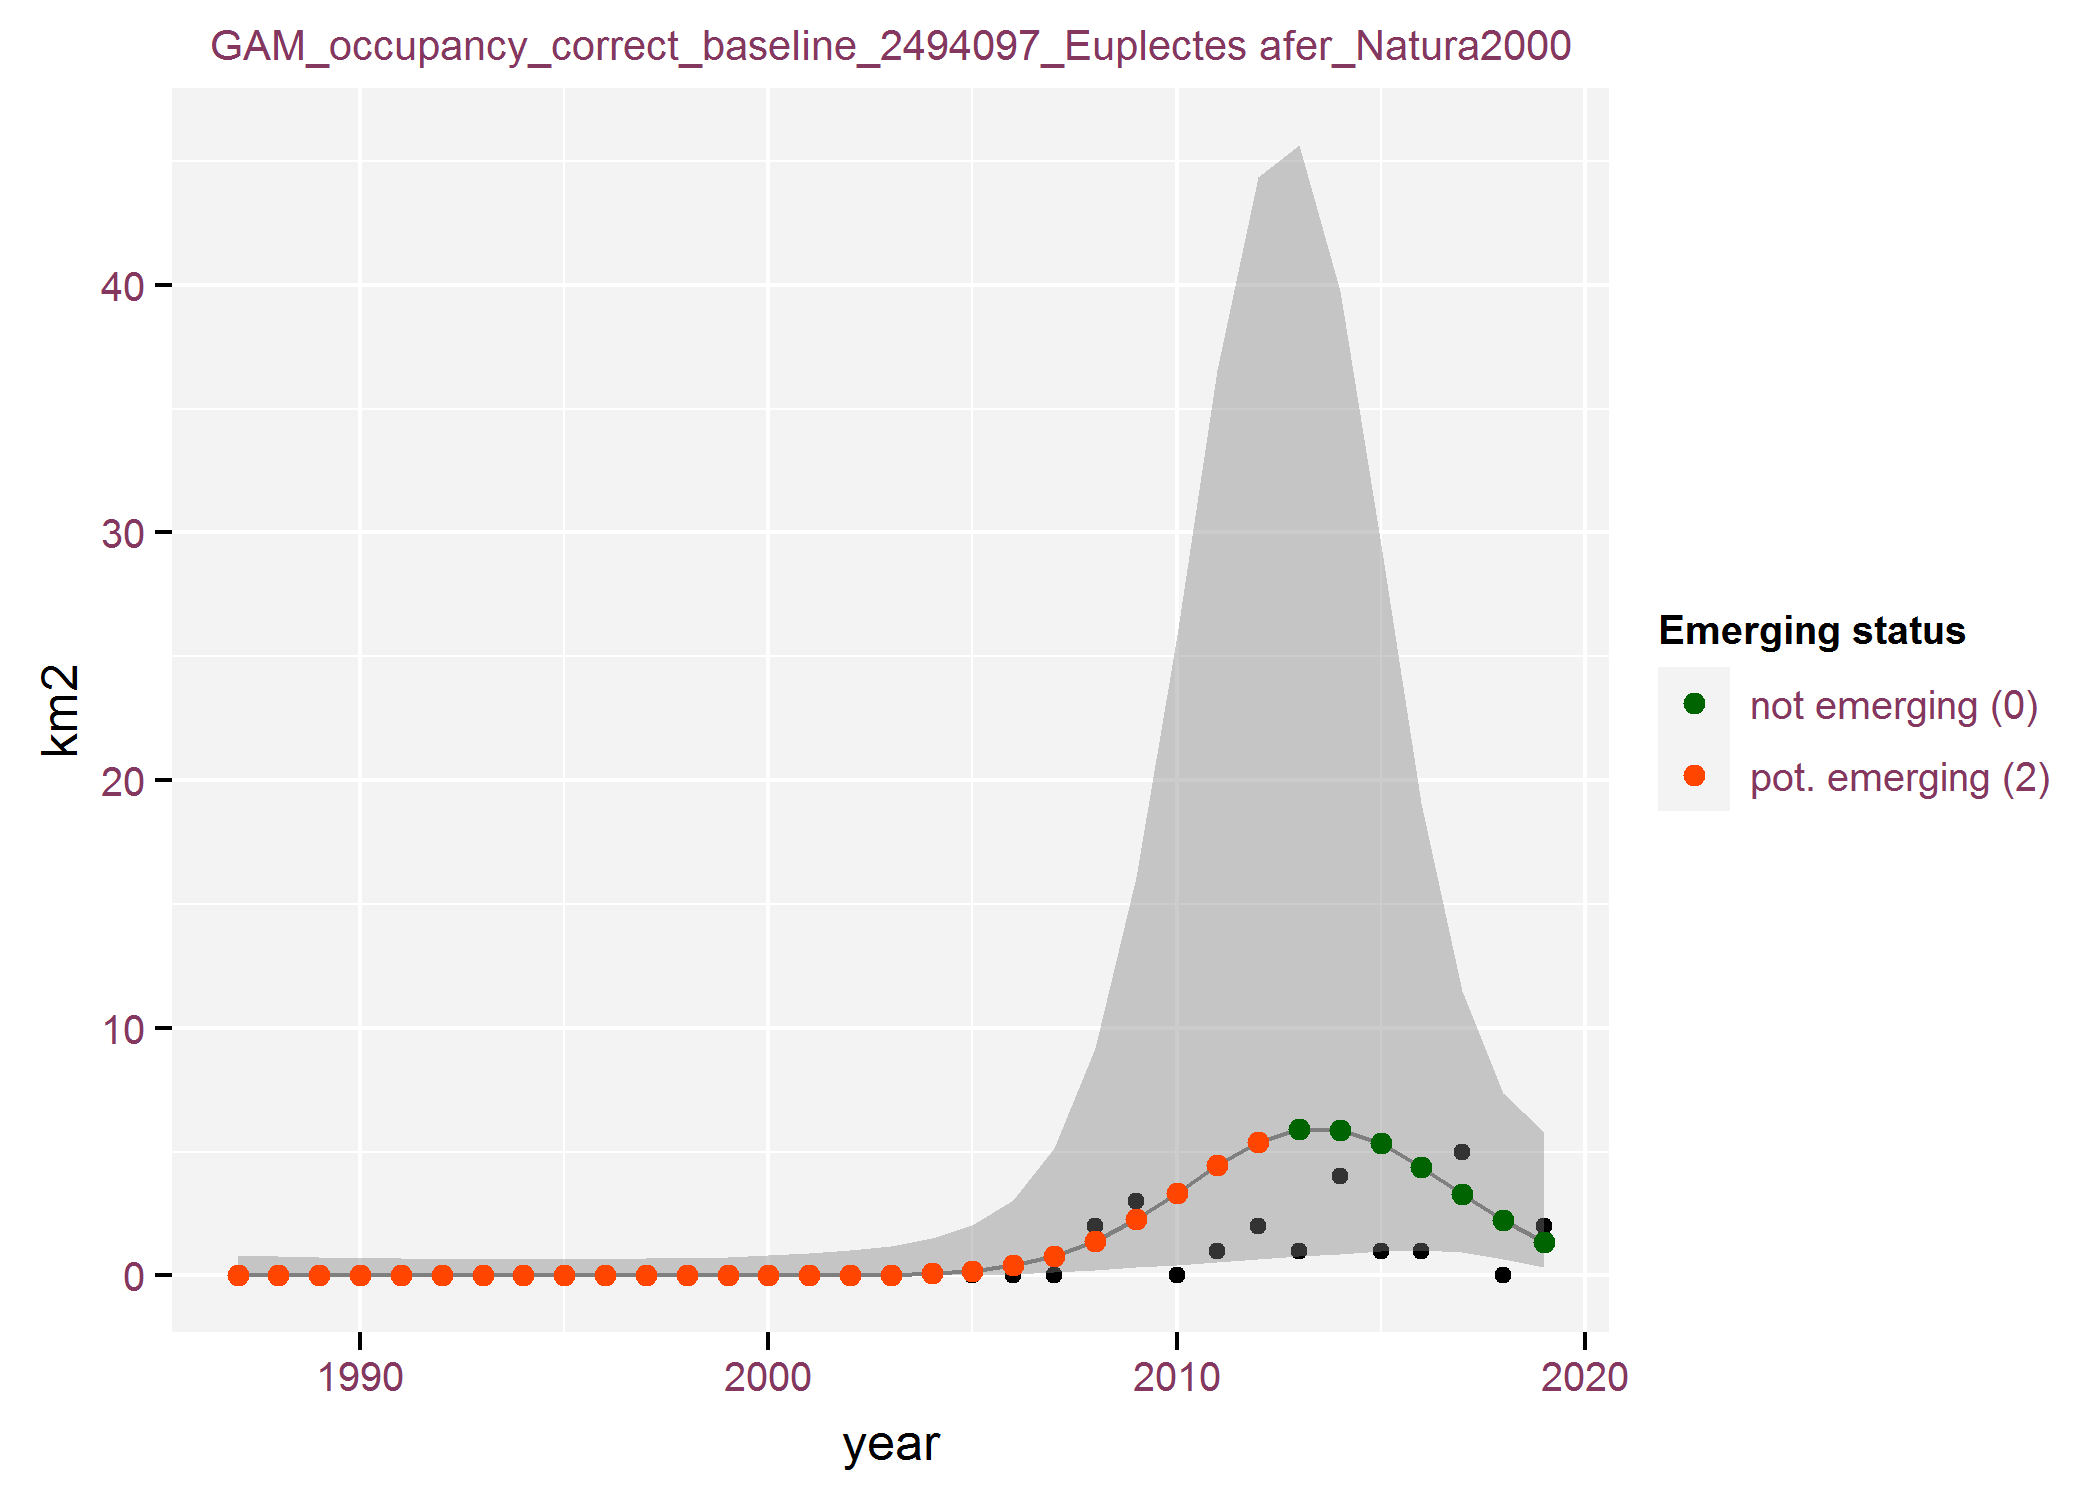 GAM_occupancy_correct_baseline_2494097_Euplectes afer_Natura2000
40
30
20
10
0
km2
1990
2000
2010
2020
year
Emerging status
not emerging (0)
pot. emerging (2)